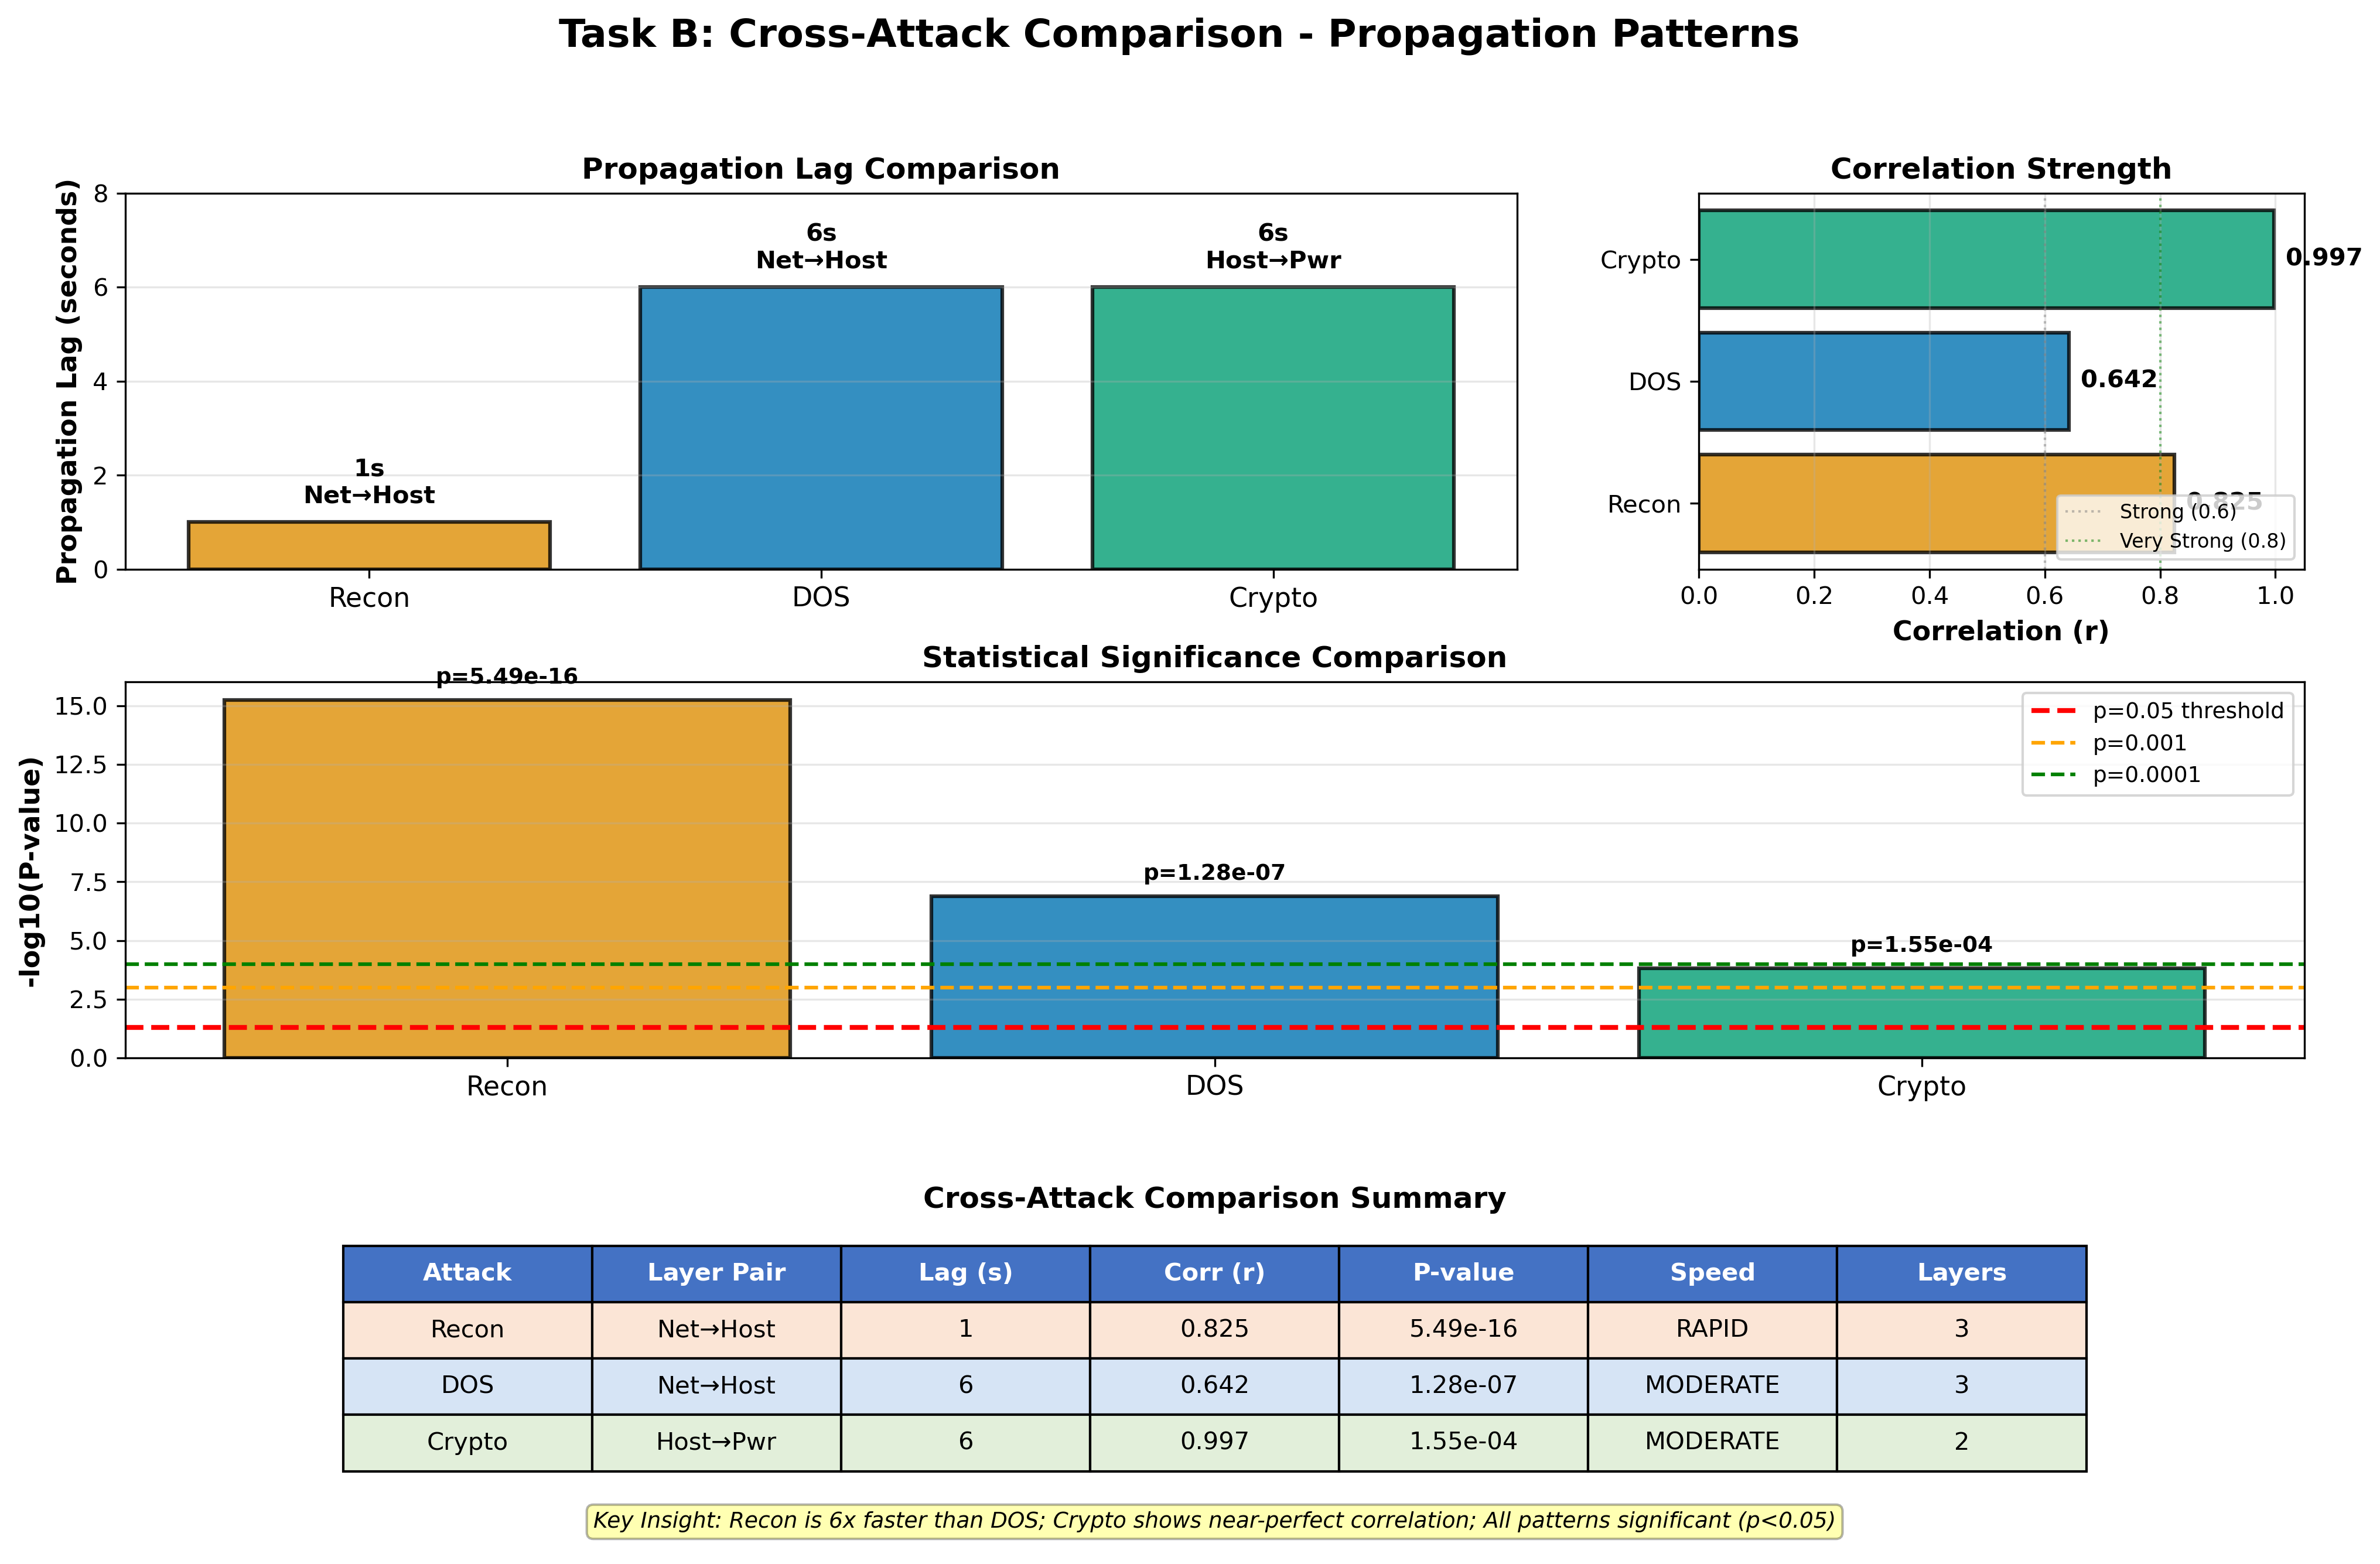 Task B: Cross-Attack Comparison - Propagation Patterns
Propagation Lag Comparison
Propagation Lag (seconds)
8
6
4
2
0
1s
Net→Host
6s
Net→Host
6s
Host→Pwr
Recon
DOS
Crypto
Correlation Strength
Crypto
DOS
Recon
0.997
0.642
0.825
Strong (0.6)
Very Strong (0.8)
0.0
0.2
0.4
0.6
0.8
1.0
Correlation (r)
Statistical Significance Comparison
-log10(P-value)
15.0
12.5
10.0
7.5
5.0
2.5
0.0
p=5.49e-16
p=1.28e-07
p=1.55e-04
p=0.05 threshold
p=0.001
p=0.0001
Recon
DOS
Crypto
Cross-Attack Comparison Summary
Attack Layer Pair Lag (s) Corr (r) P-value Speed Layers
Recon Net→Host 1 0.825 5.49e-16 RAPID 3
DOS Net→Host 6 0.642 1.28e-07 MODERATE 3
Crypto Host→Pwr 6 0.997 1.55e-04 MODERATE 2
Key Insight: Recon is 6x faster than DOS; Crypto shows near-perfect correlation; All patterns significant (p<0.05)